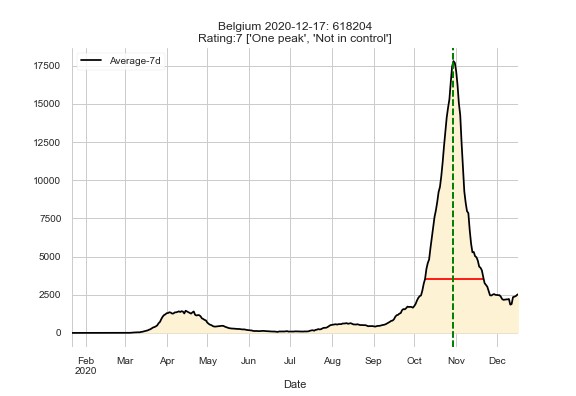 Belgium 2020-12-17: 618204
Rating:7 ['One peak', 'Not in control']
Average-7d
17500
15000
12500
10000
7500
5000
2500
0
Feb Mar Apr May Jun Jul Aug Sep Oct Nov Dec
2020
Date